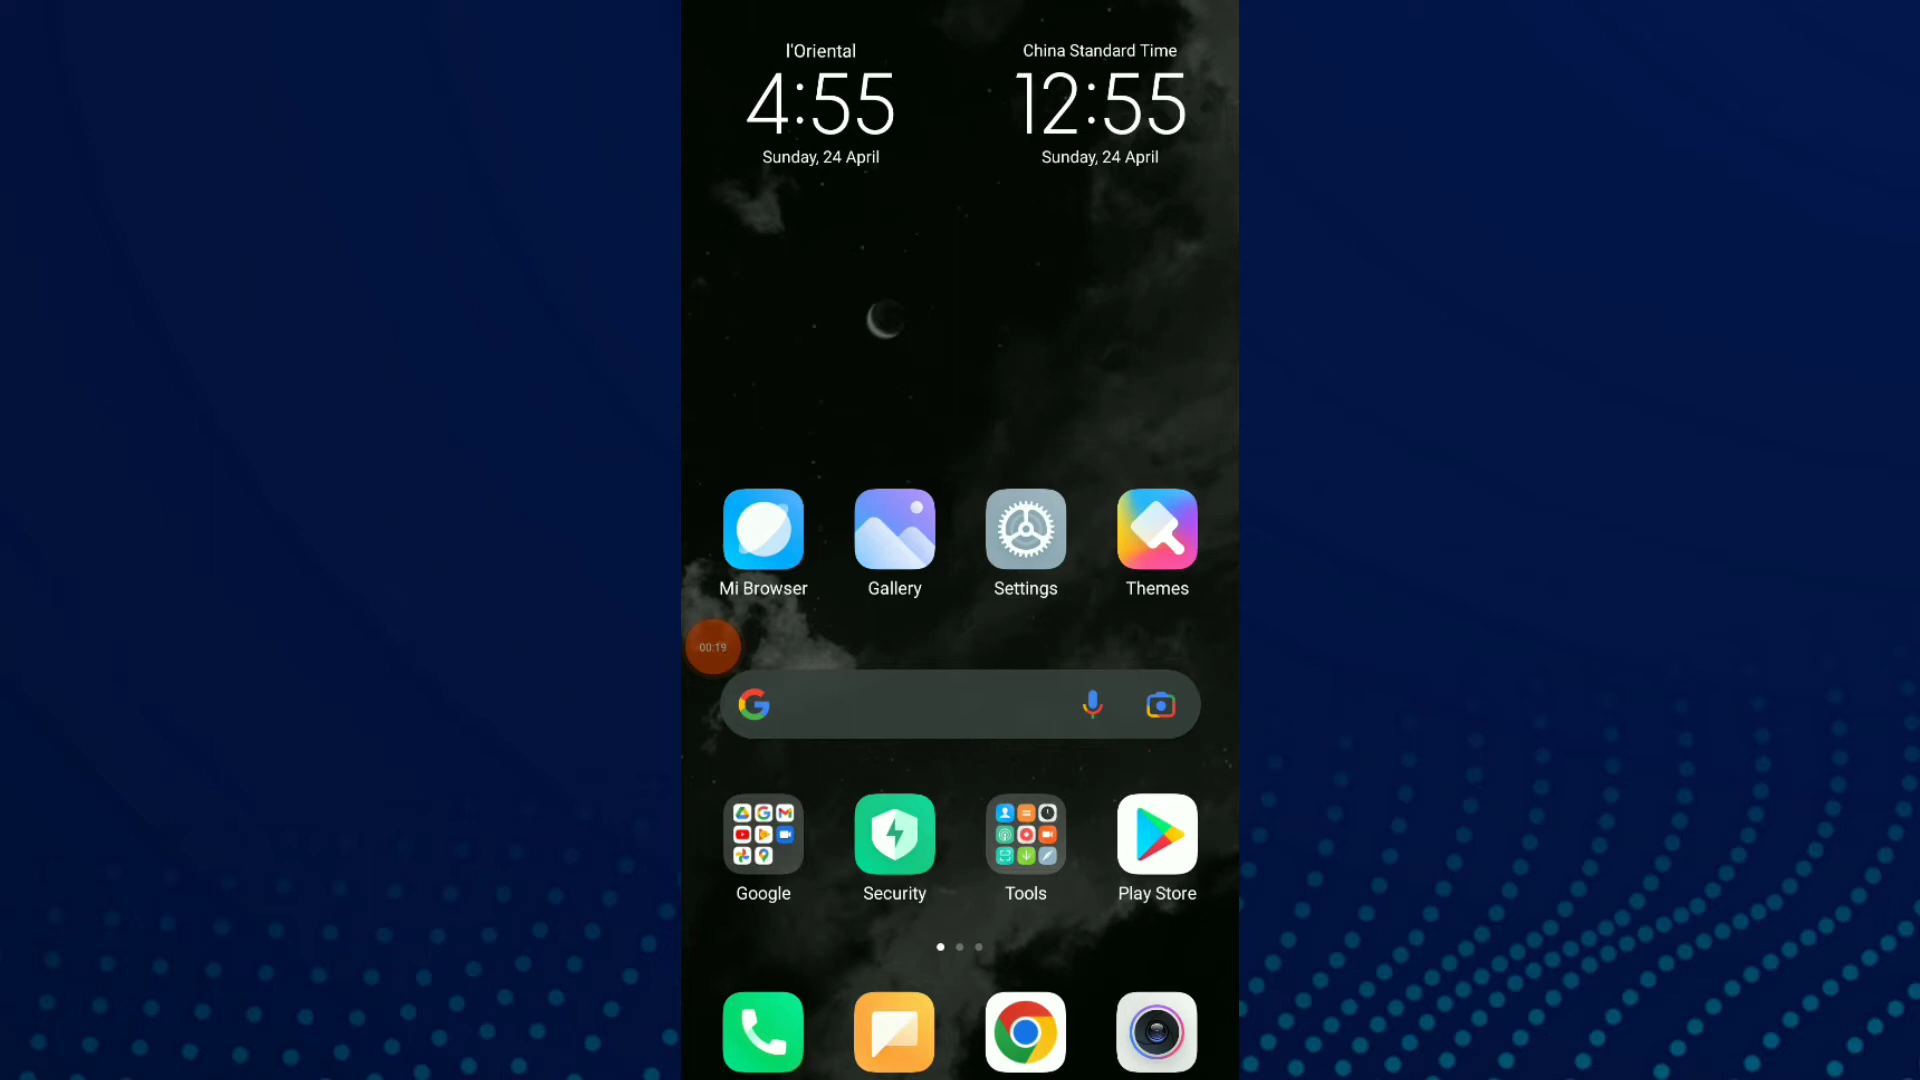 l'Oriental
China Standard Time
4:55
12:55
Sunday, 24 April
Sunday, 24 April
Mi Browser
Gallery
Settings
Themes
00:19
Google
Security
Tools
Play Store